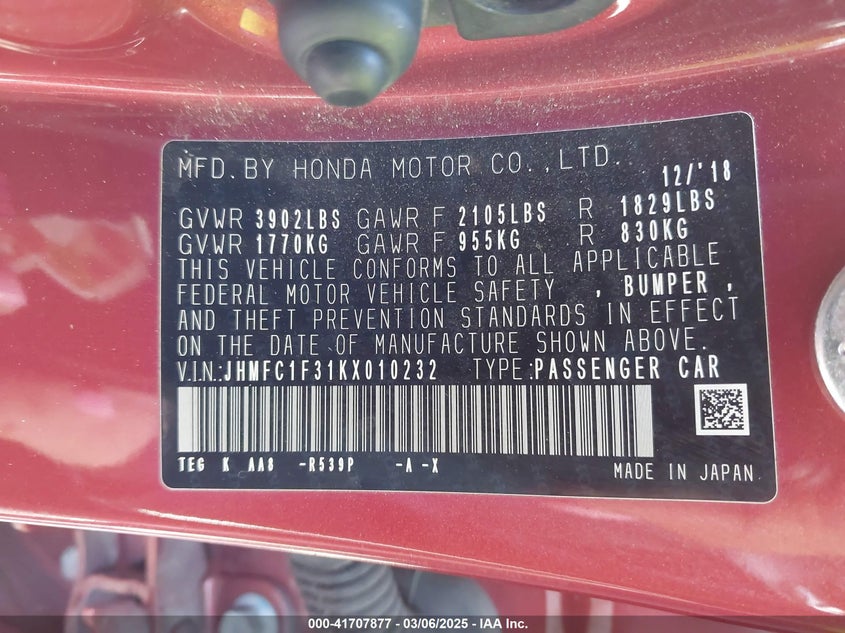 MFD. BY HONDA MOTOR CO., LTD. 12/'18
GVWR 3902LBS GAWR F 2105LBS R 1829LBS
GVWR 1770KG GAWR F 955KG R 830KG
THIS VEHICLE CONFORMS TO ALL APPLICABLE
FEDERAL MOTOR VEHICLE SAFETY , BUMPER ,
AND THEFT PREVENTION STANDARDS IN EFFECT
ON THE DATE OF MANUFACTURE SHOWN ABOVE.
V.I.N.: JHMFC1F31KX010232 TYPE: PASSENGER CAR
TEG K AA8 -R539P -A -X
MADE IN JAPAN
000-41707877 — 03/06/2025 — IAA Inc.